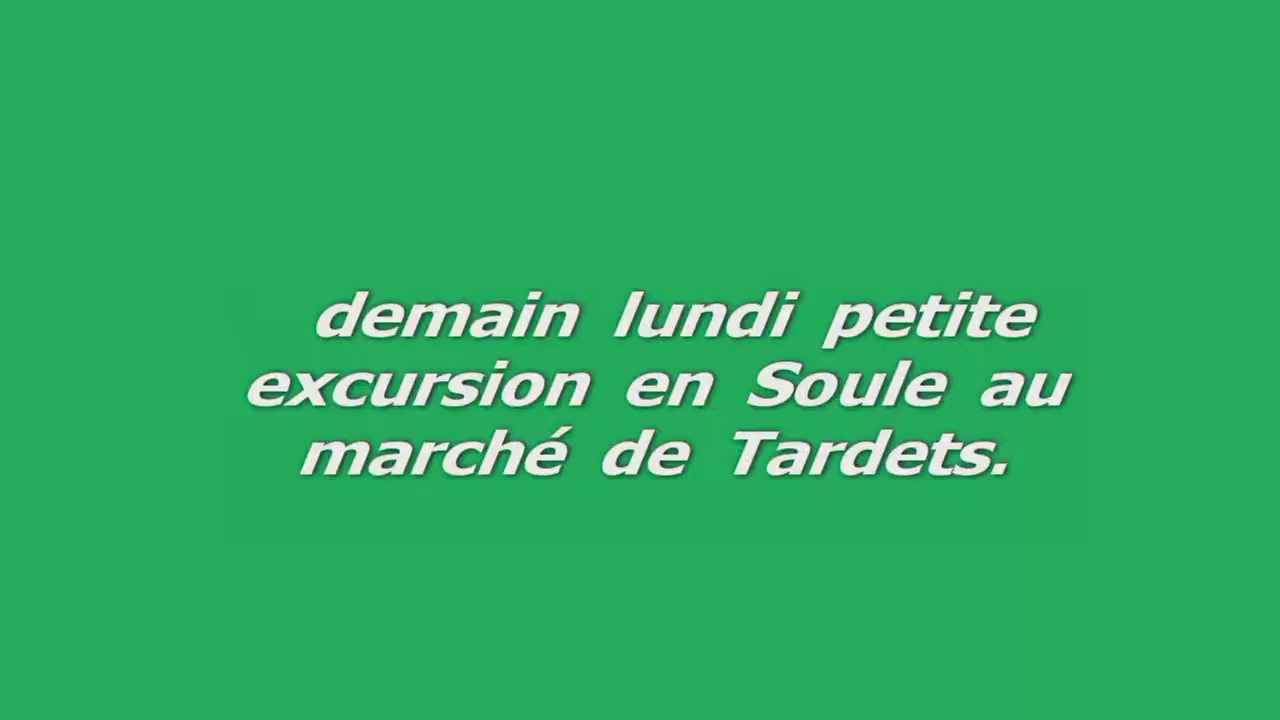 demain lundi petite
excursion en Soule au
marché de Tardets.